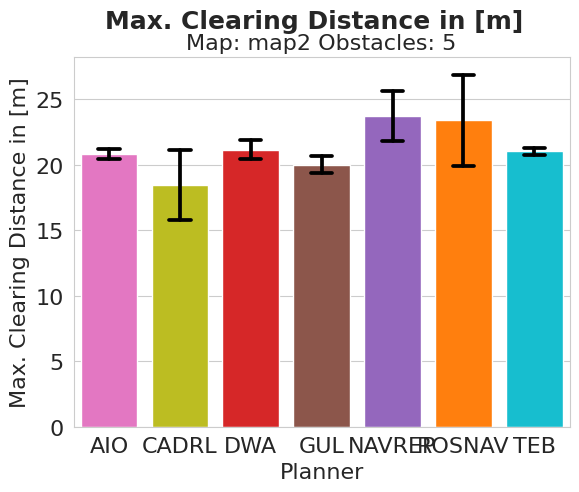 Max. Clearing Distance in [m]
Map: map2 Obstacles: 5
Max. Clearing Distance in [m]
25
20
15
10
5
0
AIO CADRL DWA GUL NAVREP ROSNAV TEB
Planner